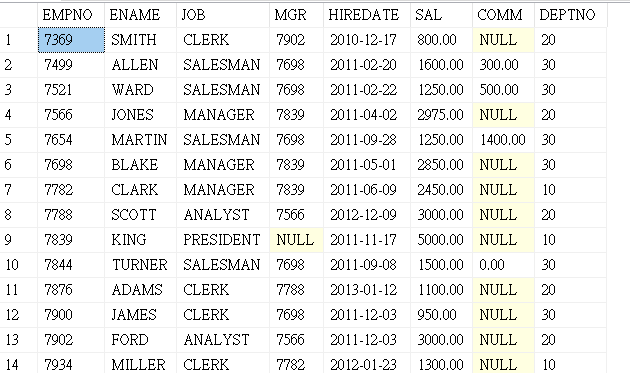 EMPNO ENAME JOB MGR HIREDATE SAL COMM DEPTNO
1 7369 SMITH CLERK 7902 2010-12-17 800.00 NULL 20
2 7499 ALLEN SALESMAN 7698 2011-02-20 1600.00 300.00 30
3 7521 WARD SALESMAN 7698 2011-02-22 1250.00 500.00 30
4 7566 JONES MANAGER 7839 2011-04-02 2975.00 NULL 20
5 7654 MARTIN SALESMAN 7698 2011-09-28 1250.00 1400.00 30
6 7698 BLAKE MANAGER 7839 2011-05-01 2850.00 NULL 30
7 7782 CLARK MANAGER 7839 2011-06-09 2450.00 NULL 10
8 7788 SCOTT ANALYST 7566 2012-12-09 3000.00 NULL 20
9 7839 KING PRESIDENT NULL 2011-11-17 5000.00 NULL 10
10 7844 TURNER SALESMAN 7698 2011-09-08 1500.00 0.00 30
11 7876 ADAMS CLERK 7788 2013-01-12 1100.00 NULL 20
12 7900 JAMES CLERK 7698 2011-12-03 950.00 NULL 30
13 7902 FORD ANALYST 7566 2011-12-03 3000.00 NULL 20
14 7934 MILLER CLERK 7782 2012-01-23 1300.00 NULL 10